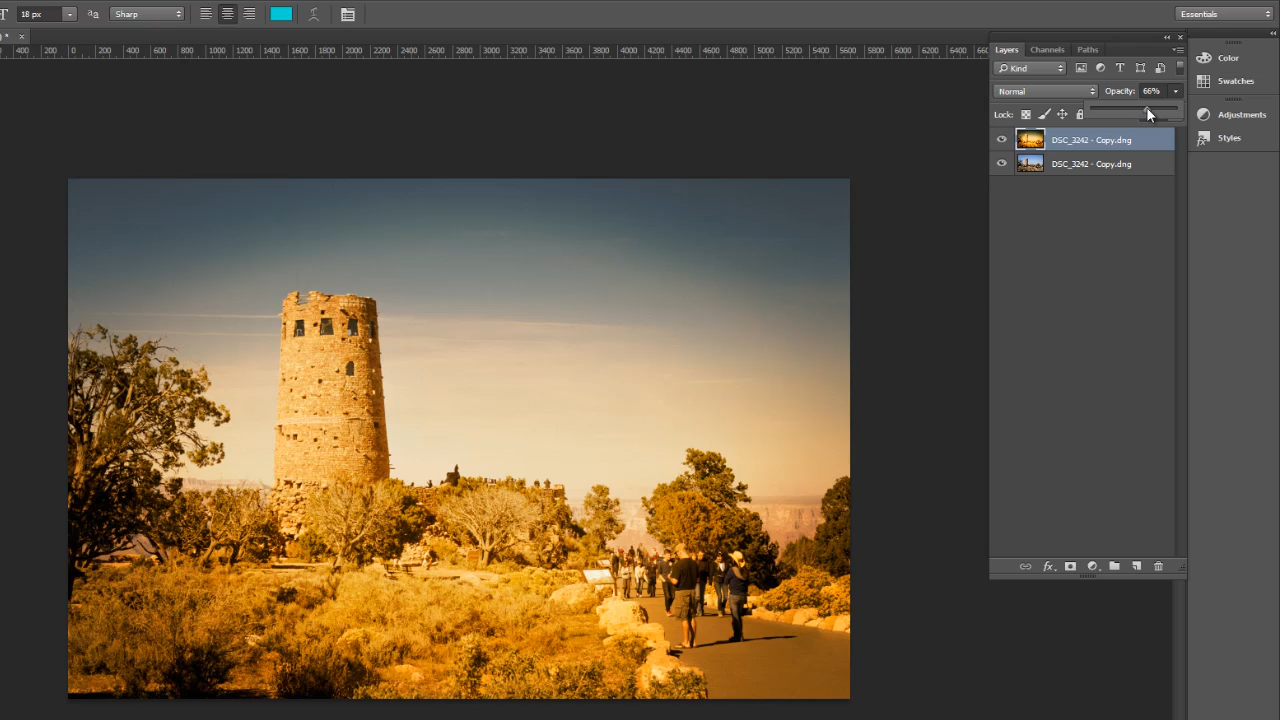 T 18 px aa Sharp Essentials
) * ×
400 200 0 200 400 600 800 1000 1200 1400 1600 1800 2000 2200 2400 2600 2800 3000 3200 3400 3600 3800 4000 4200 4400 4600 4800 5000 5200 5400 5600 5800 6000 6200 6400
Layers Channels Paths
Kind T
Normal Opacity: 66%
Lock:
DSC_3242 - Copy.dng
DSC_3242 - Copy.dng
fx
Color
Swatches
Adjustments
Styles